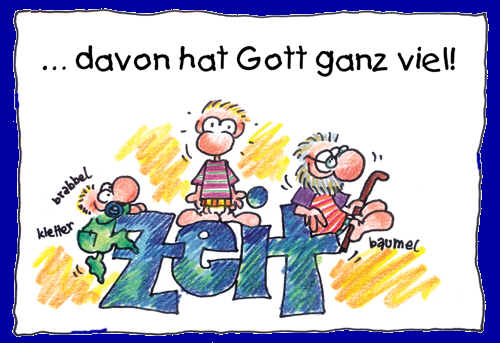 ... davon hat Gott ganz viel!
brabbel
kletter
zeit
baumel